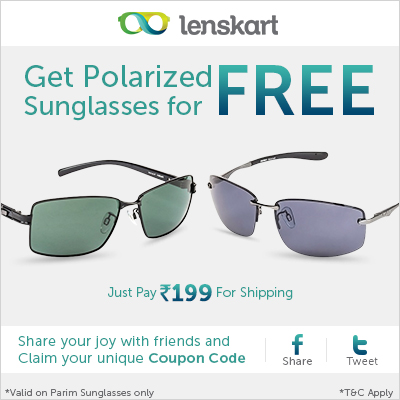 lenskart
Get Polarized
Sunglasses for
FREE
Just Pay ₹199 For Shipping
Share your joy with friends and
Claim your unique Coupon Code
Share
Tweet
*Valid on Parim Sunglasses only
*T&C Apply